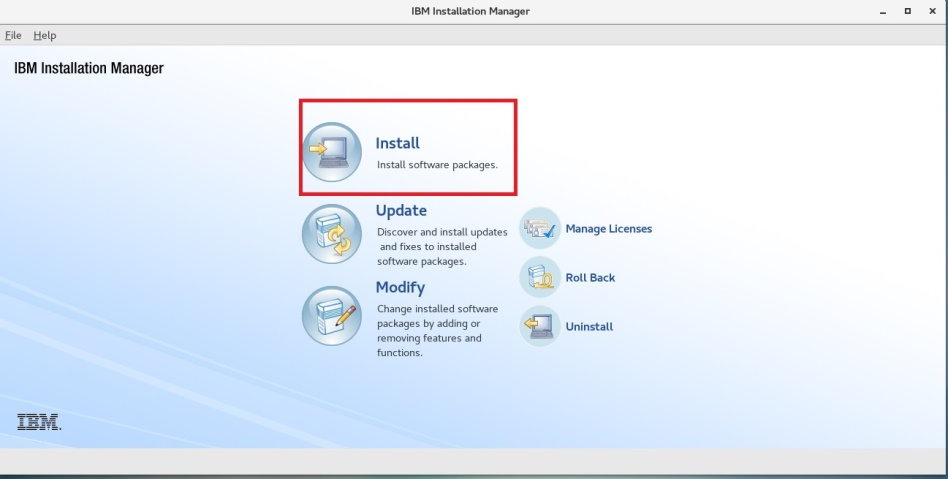 IBM Installation Manager
File Help
IBM Installation Manager
Install
Install software packages.
Update
Discover and install updates
and fixes to installed
software packages.
Modify
Change installed software
packages by adding or
removing features and
functions.
Manage Licenses
Roll Back
Uninstall
IBM.